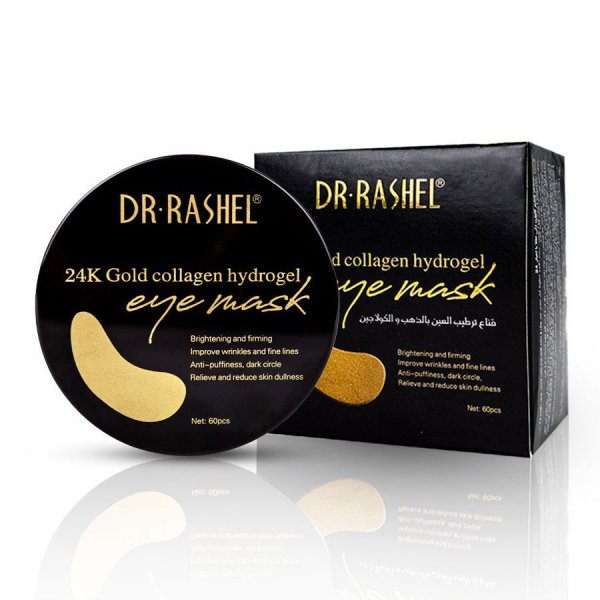 DR·RASHEL®
24K Gold collagen hydrogel
eye mask
Brightening and firming
Improve wrinkles and fine lines
Anti-puffiness, dark circle
Relieve and reduce skin dullness
Net: 60pcs
DR·RASHEL®
d collagen hydrogel
ye mask
قناع ترطيب العين بالذهب و الكولاجين
Brightening and firming
Improve wrinkles and fine lines
Anti-puffiness, dark circle,
Relieve and reduce skin dullness
Net: 60pcs